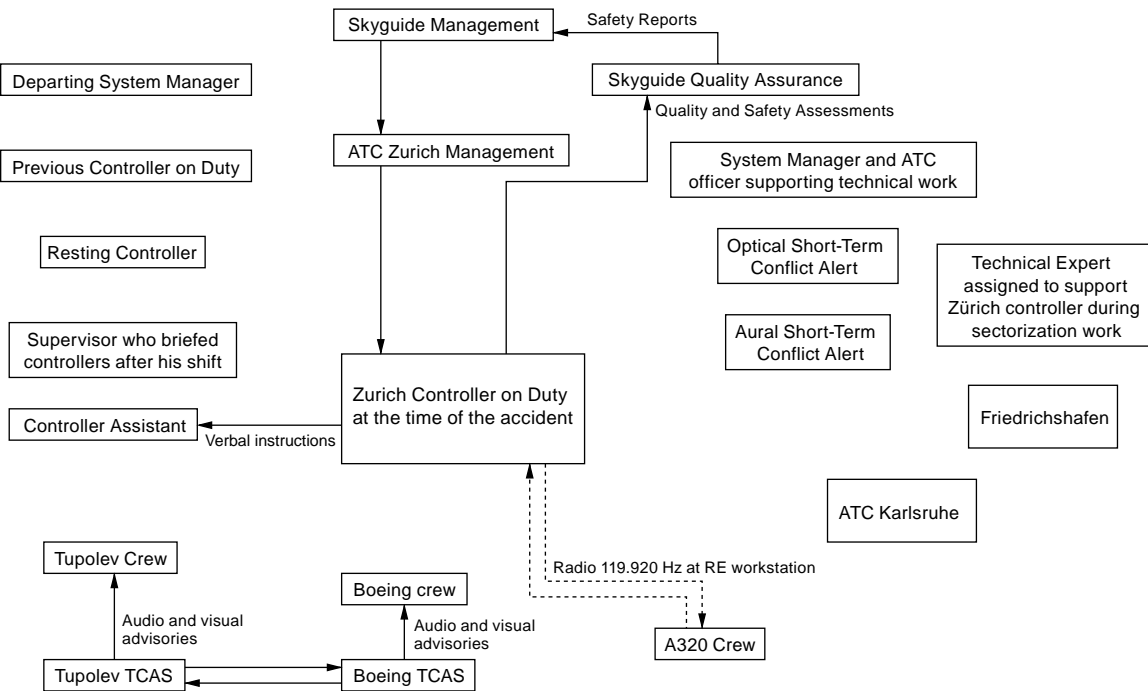 Skyguide Management
Safety Reports
Departing System Manager
Skyguide Quality Assurance
Quality and Safety Assessments
Previous Controller on Duty
ATC Zurich Management
System Manager and ATC
officer supporting technical work
Resting Controller
Optical Short-Term
Conflict Alert
Technical Expert
assigned to support
Zürich controller during
sectorization work
Supervisor who briefed
controllers after his shift
Aural Short-Term
Conflict Alert
Zurich Controller on Duty
at the time of the accident
Controller Assistant
Verbal instructions
Friedrichshafen
ATC Karlsruhe
Tupolev Crew
Boeing crew
Radio 119.920 Hz at RE workstation
Audio and visual
advisories
Audio and visual
advisories
A320 Crew
Tupolev TCAS
Boeing TCAS